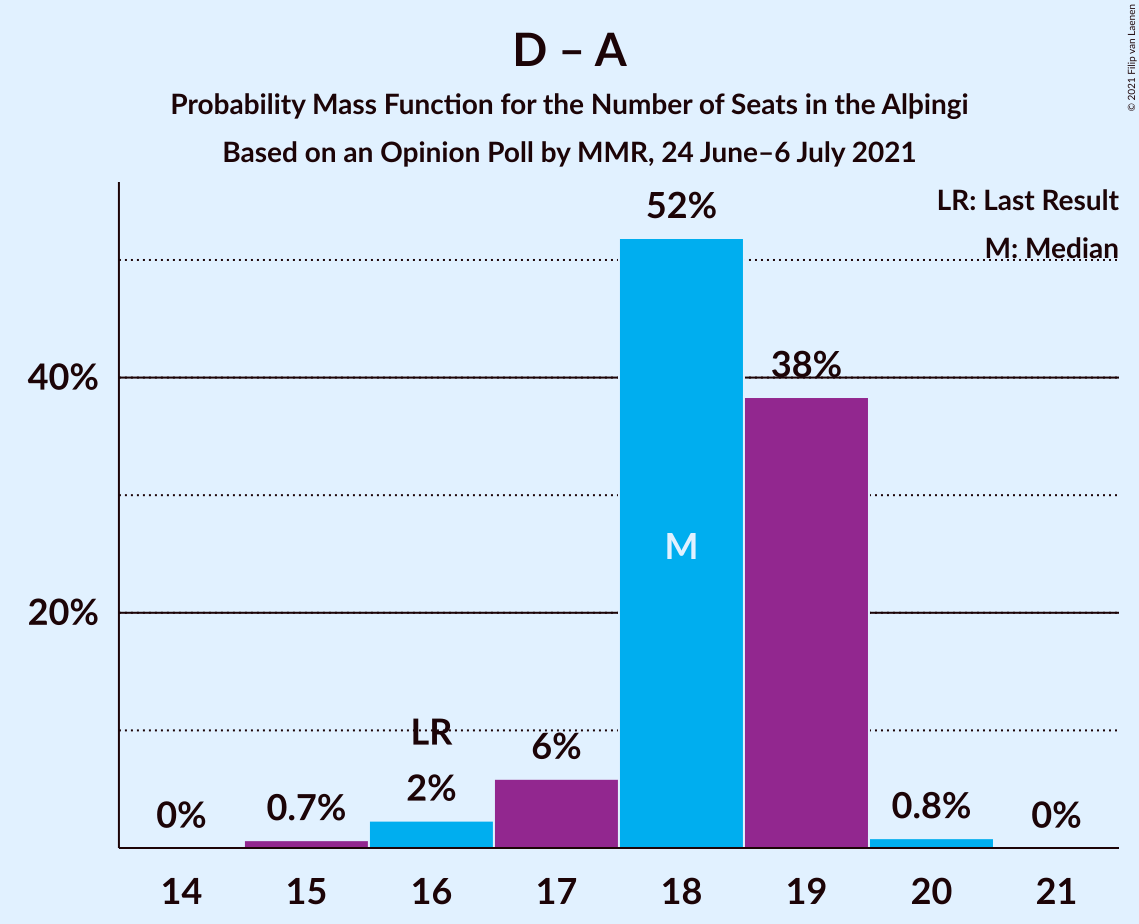 D – A
Probability Mass Function for the Number of Seats in the Alþingi
Based on an Opinion Poll by MMR, 24 June–6 July 2021
© 2021 Filip van Laenen
LR: Last Result
M: Median
52%
38%
40%
M
20%
LR
6%
2%
0.7%
0%
0.8%
0%
14 15 16 17 18 19 20 21